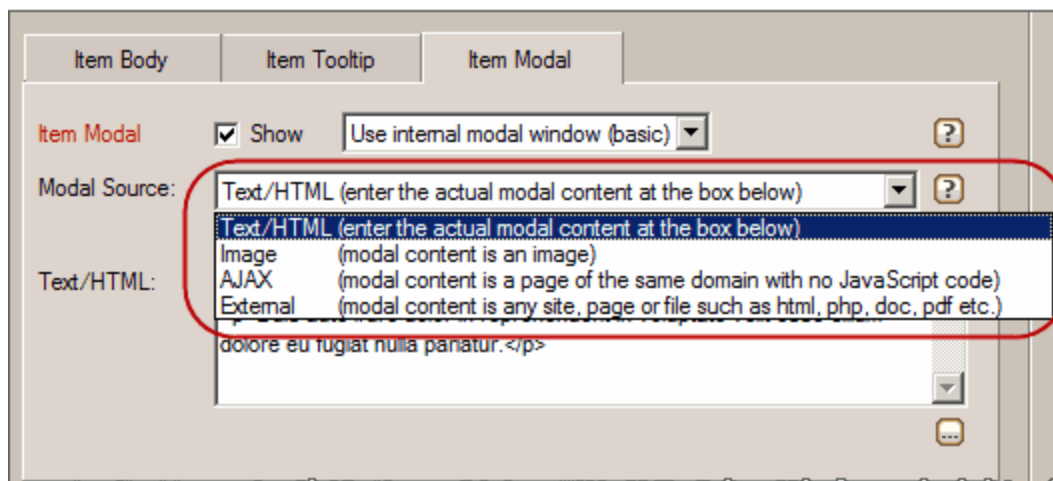 Item Body Item Tooltip Item Modal
Item Modal Show Use internal modal window (basic) ?
Modal Source: Text/HTML (enter the actual modal content at the box below) ?
Text/HTML (enter the actual modal content at the box below)
Image (modal content is an image)
Text/HTML: AJAX (modal content is a page of the same domain with no JavaScript code)
External (modal content is any site, page or file such as html, php, doc, pdf etc.)
dolore eu fugiat nulla pariatur.</p>
...